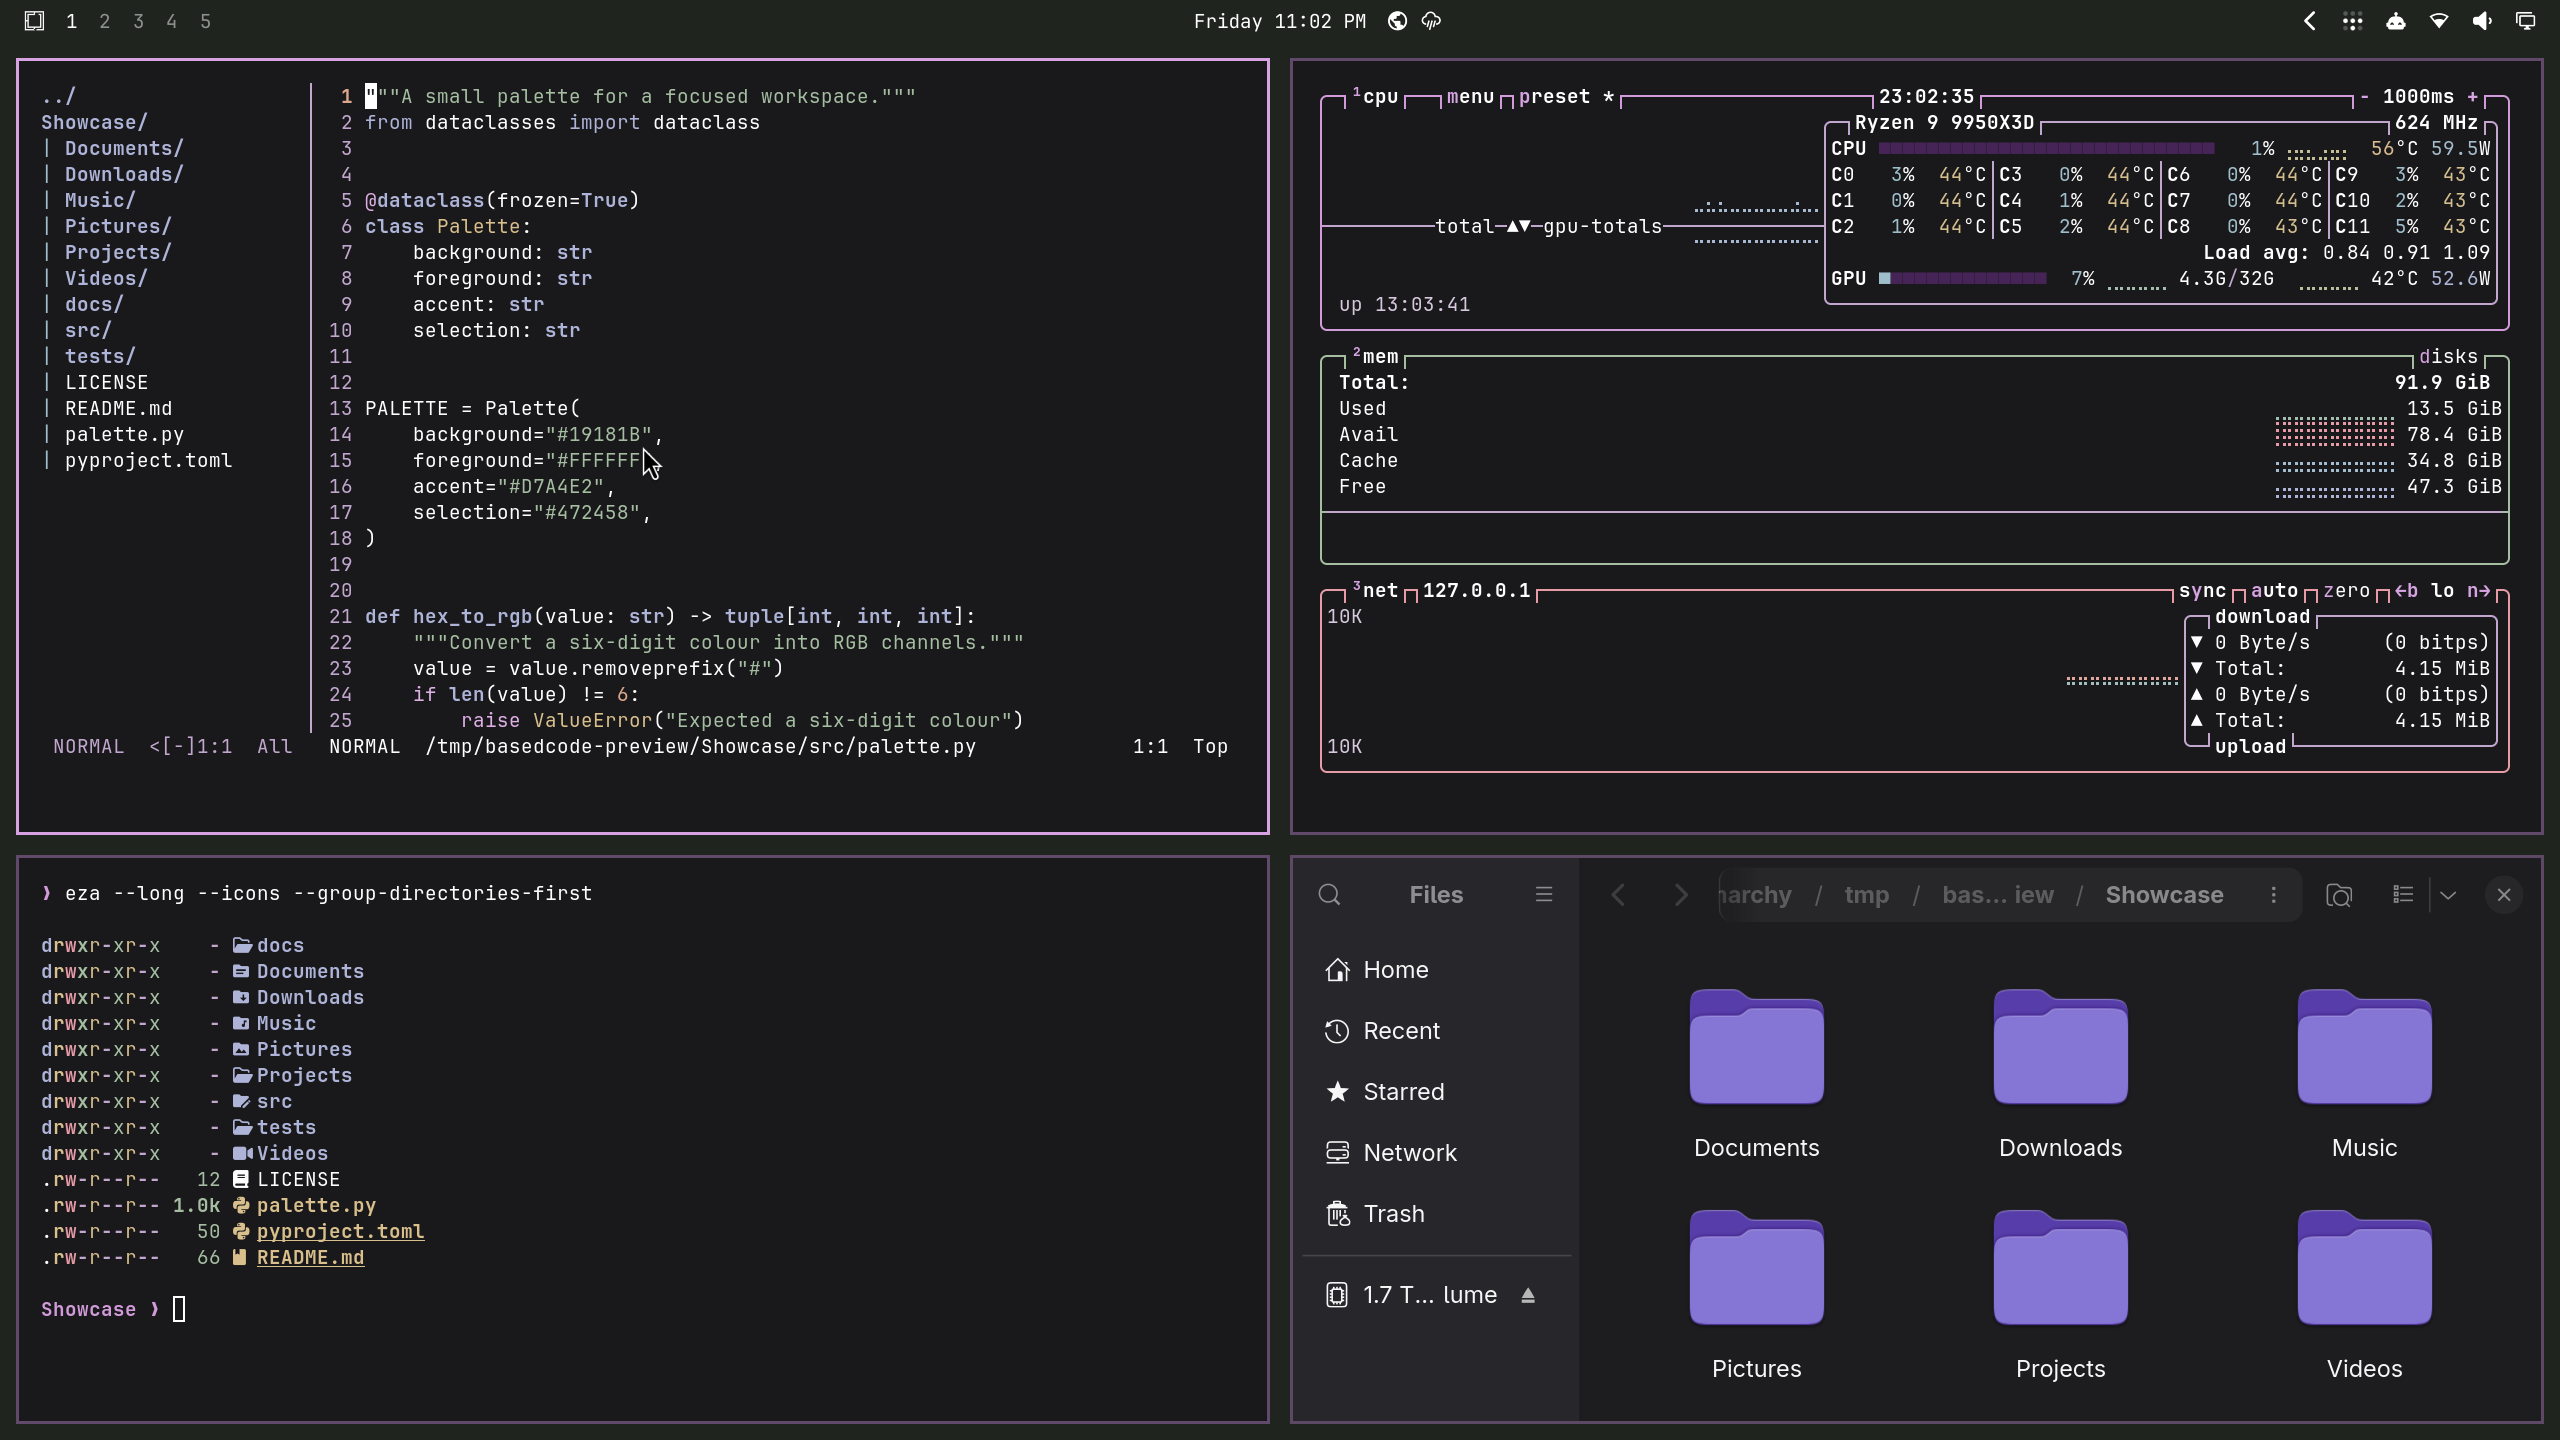 1 2 3 4 5
Friday 11:02 PM
../
Showcase/
Documents/
Downloads/
Music/
Pictures/
Projects/
Videos/
docs/
src/
tests/
LICENSE
README.md
palette.py
pyproject.toml
1 """A small palette for a focused workspace."""
2 from dataclasses import dataclass
3
4
5 @dataclass(frozen=True)
6 class Palette:
7     background: str
8     foreground: str
9     accent: str
10     selection: str
11
12
13 PALETTE = Palette(
14     background="#19181B",
15     foreground="#FFFFFF
16     accent="#D7A4E2",
17     selection="#472458",
18 )
19
20
21 def hex_to_rgb(value: str) -> tuple[int, int, int]:
22     """Convert a six-digit colour into RGB channels."""
23     value = value.removeprefix("#")
24     if len(value) != 6:
25         raise ValueError("Expected a six-digit colour")
NORMAL <[-]1:1 All NORMAL /tmp/basedcode-preview/Showcase/src/palette.py 1:1 Top
1cpu menu preset * 23:02:35 - 1000ms +
Ryzen 9 9950X3D 624 MHz
CPU 1% 56°C 59.5W
C0 3% 44°C C3 0% 44°C C6 0% 44°C C9 3% 43°C
C1 0% 44°C C4 1% 44°C C7 0% 44°C C10 2% 43°C
total ▲▼ gpu-totals
C2 1% 44°C C5 2% 44°C C8 0% 43°C C11 5% 43°C
Load avg: 0.84 0.91 1.09
GPU 7% 4.3G/32G 42°C 52.6W
up 13:03:41
2mem disks
Total: 91.9 GiB
Used 13.5 GiB
Avail 78.4 GiB
Cache 34.8 GiB
Free 47.3 GiB
3net 127.0.0.1 sync auto zero ←b lo n→
10K
download
▼ 0 Byte/s (0 bitps)
▼ Total: 4.15 MiB
▲ 0 Byte/s (0 bitps)
▲ Total: 4.15 MiB
10K
upload
❯ eza --long --icons --group-directories-first
drwxr-xr-x - docs
drwxr-xr-x - Documents
drwxr-xr-x - Downloads
drwxr-xr-x - Music
drwxr-xr-x - Pictures
drwxr-xr-x - Projects
drwxr-xr-x - src
drwxr-xr-x - tests
drwxr-xr-x - Videos
.rw-r--r-- 12 LICENSE
.rw-r--r-- 1.0k palette.py
.rw-r--r-- 50 pyproject.toml
.rw-r--r-- 66 README.md
Showcase ❯
Files
Home
Recent
Starred
Network
Trash
1.7 T... lume
archy / tmp / bas... iew / Showcase
Documents
Downloads
Music
Pictures
Projects
Videos